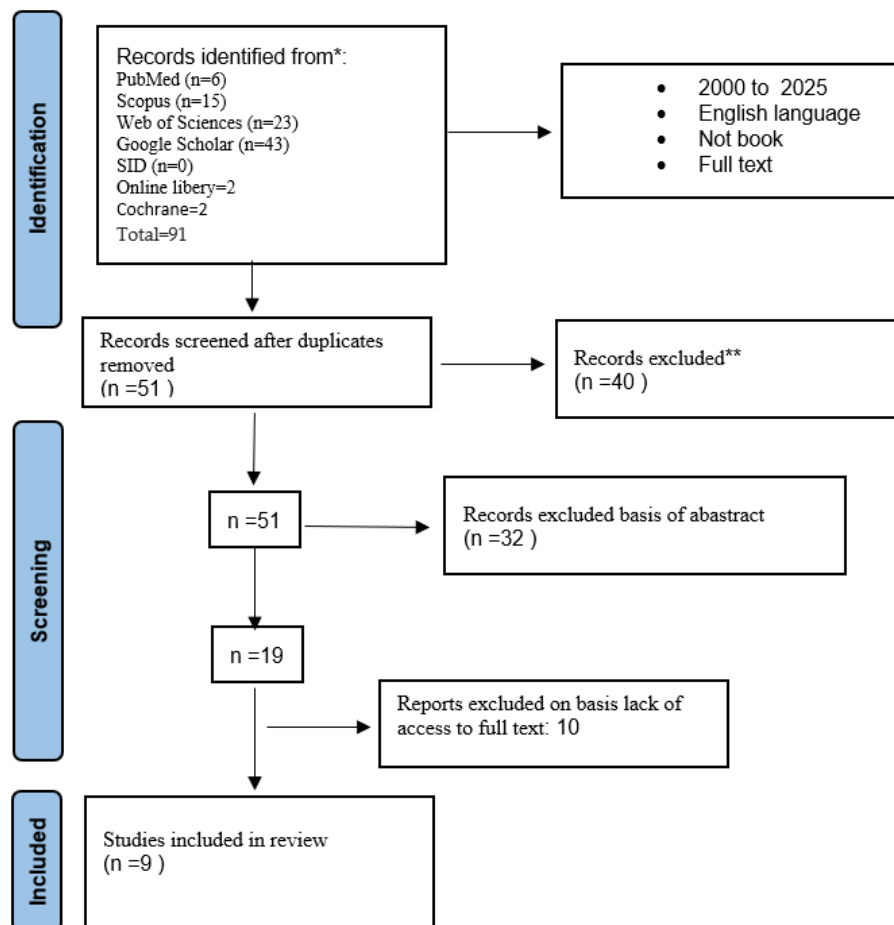 Identification
Records identified from*:
PubMed (n=6)
Scopus (n=15)
Web of Sciences (n=23)
Google Scholar (n=43)
SID (n=0)
Online libery=2
Cochrane=2
Total=91
• 2000 to 2025
• English language
• Not book
• Full text
Records screened after duplicates
removed
(n =51 )
Records excluded**
(n =40 )
Screening
n =51
Records excluded basis of abastract
(n =32 )
n =19
Reports excluded on basis lack of
access to full text: 10
Included
Studies included in review
(n =9 )